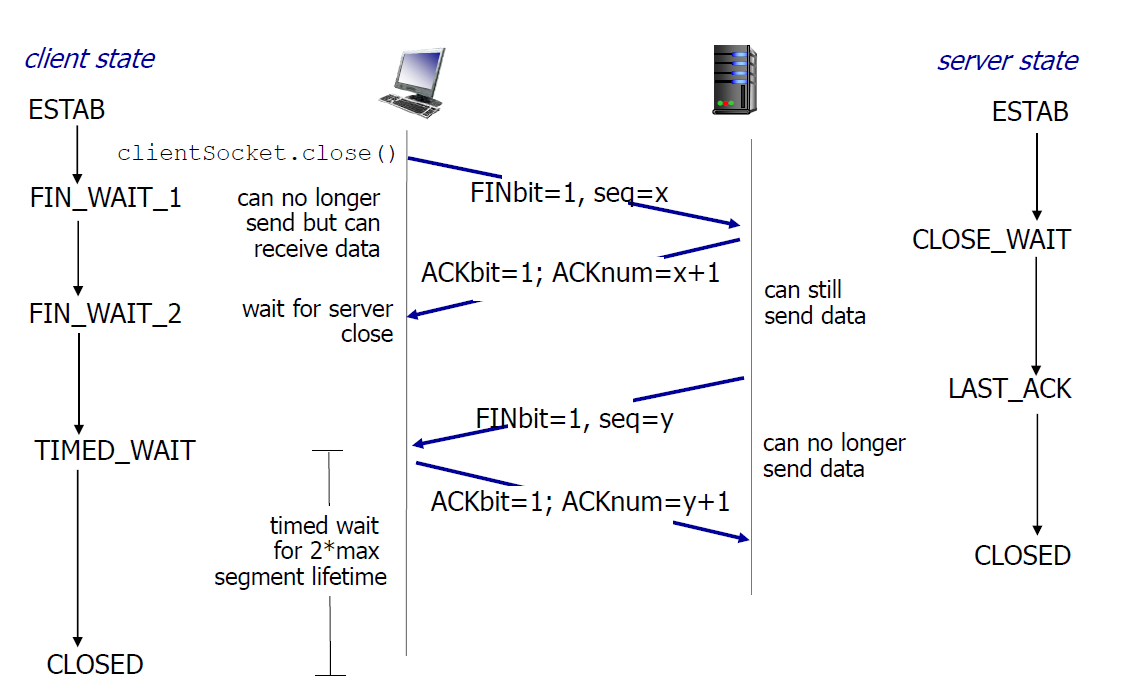 client state
server state
ESTAB
ESTAB
clientSocket.close()
FIN_WAIT_1
can no longer
send but can
receive data
FINbit=1, seq=x
CLOSE_WAIT
ACKbit=1; ACKnum=x+1
FIN_WAIT_2
wait for server
close
can still
send data
LAST_ACK
FINbit=1, seq=y
TIMED_WAIT
can no longer
send data
ACKbit=1; ACKnum=y+1
timed wait
for 2*max
segment lifetime
CLOSED
CLOSED